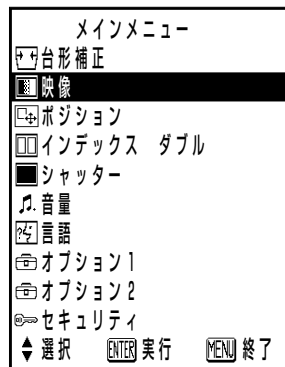 メインメニュー
台形補正
映像
ポジション
インデックス ダブル
シャッター
音量
言語
オプション1
オプション2
セキュリティ
選択 ENTER 実行 MENU 終了